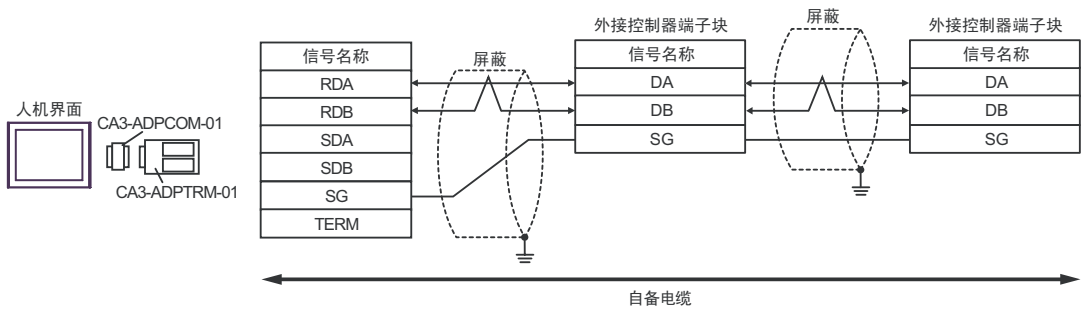 人机界面
CA3-ADPCOM-01
CA3-ADPTRM-01
信号名称
RDA
RDB
SDA
SDB
SG
TERM
屏蔽
外接控制器端子块
信号名称
DA
DB
SG
屏蔽
外接控制器端子块
信号名称
DA
DB
SG
自备电缆